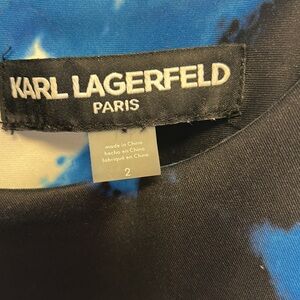 KARL LAGERFELD
PARIS
made in China
hecho en China
fabriqué en Chine
2